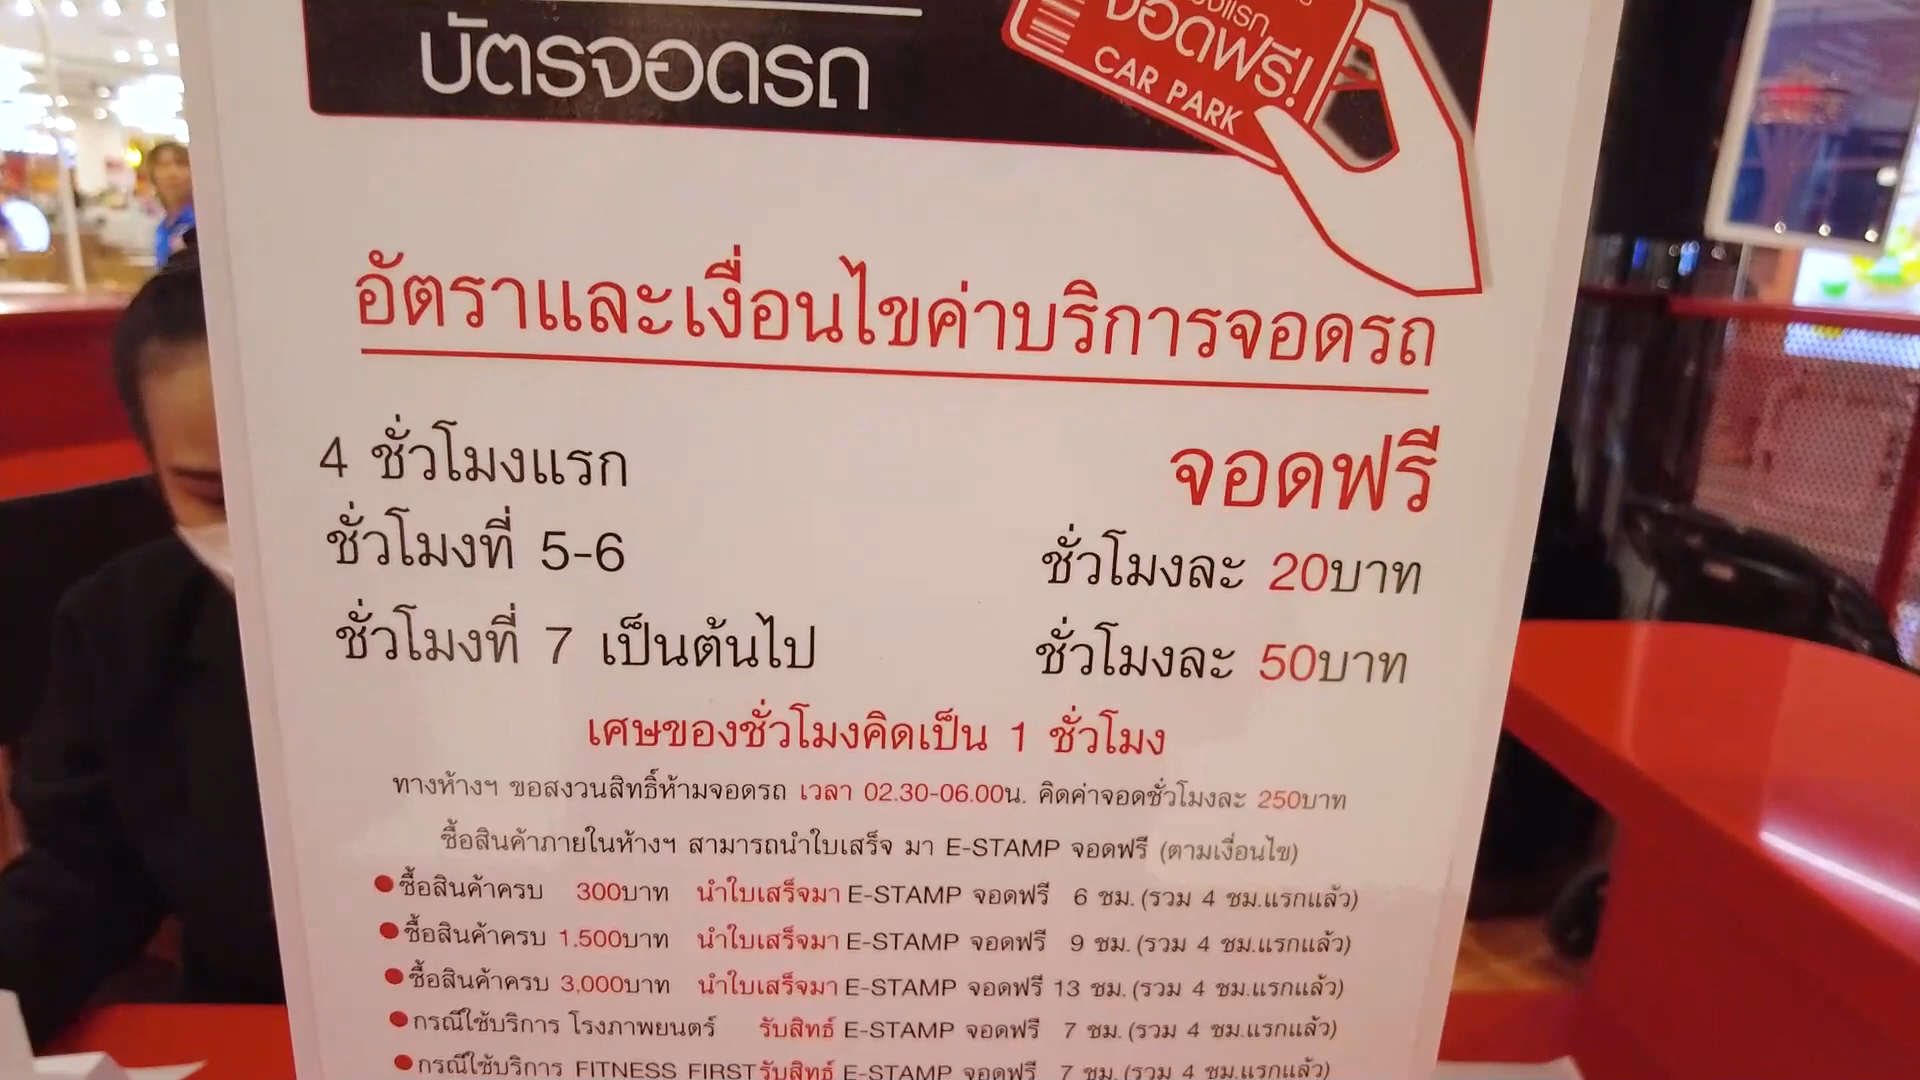 บัตรจอดรถ
จอดฟรี!
CAR PARK
อัตราและเงื่อนไขค่าบริการจอดรถ
4 ชั่วโมงแรก จอดฟรี
ชั่วโมงที่ 5-6 ชั่วโมงละ 20บาท
ชั่วโมงที่ 7 เป็นต้นไป ชั่วโมงละ 50บาท
เศษของชั่วโมงคิดเป็น 1 ชั่วโมง
ทางห้างฯ ขอสงวนสิทธิ์ห้ามจอดรถ เวลา 02.30-06.00น. คิดค่าจอดชั่วโมงละ 250บาท
ซื้อสินค้าภายในห้างฯ สามารถนำใบเสร็จ มา E-STAMP จอดฟรี (ตามเงื่อนไข)
ซื้อสินค้าครบ 300บาท นำใบเสร็จมา E-STAMP จอดฟรี 6 ชม. (รวม 4 ชม.แรกแล้ว)
ซื้อสินค้าครบ 1,500บาท นำใบเสร็จมา E-STAMP จอดฟรี 9 ชม. (รวม 4 ชม.แรกแล้ว)
ซื้อสินค้าครบ 3,000บาท นำใบเสร็จมา E-STAMP จอดฟรี 13 ชม. (รวม 4 ชม.แรกแล้ว)
กรณีใช้บริการ โรงภาพยนตร์ รับสิทธ์ E-STAMP จอดฟรี 7 ชม. (รวม 4 ชม.แรกแล้ว)
กรณีใช้บริการ FITNESS FIRST รับสิทธ์ E-STAMP จอดฟรี 7 ชม. (รวม 4 ชม.แรกแล้ว)